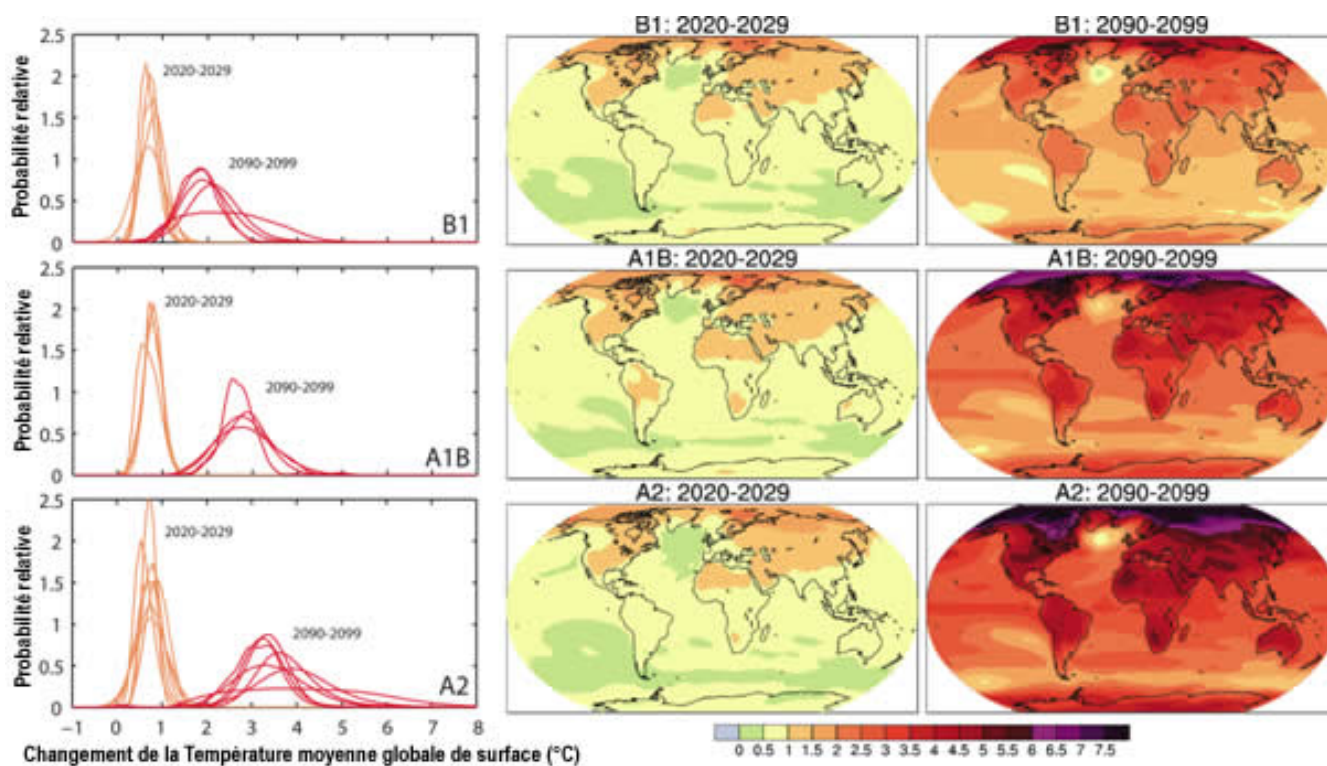 B1: 2020-2029
B1: 2090-2099
Probabilité relative
2.5
2
1.5
1
0.5
0
2020-2029
2090-2099
B1
A1B: 2020-2029
A1B: 2090-2099
Probabilité relative
2.5
2
1.5
1
0.5
0
2020-2029
2090-2099
A1B
A2: 2020-2029
A2: 2090-2099
Probabilité relative
2.5
2
1.5
1
0.5
0
2020-2029
2090-2099
A2
−1 0 1 2 3 4 5 6 7 8
Changement de la Température moyenne globale de surface (°C)
0 0.5 1 1.5 2 2.5 3 3.5 4 4.5 5 5.5 6 6.5 7 7.5